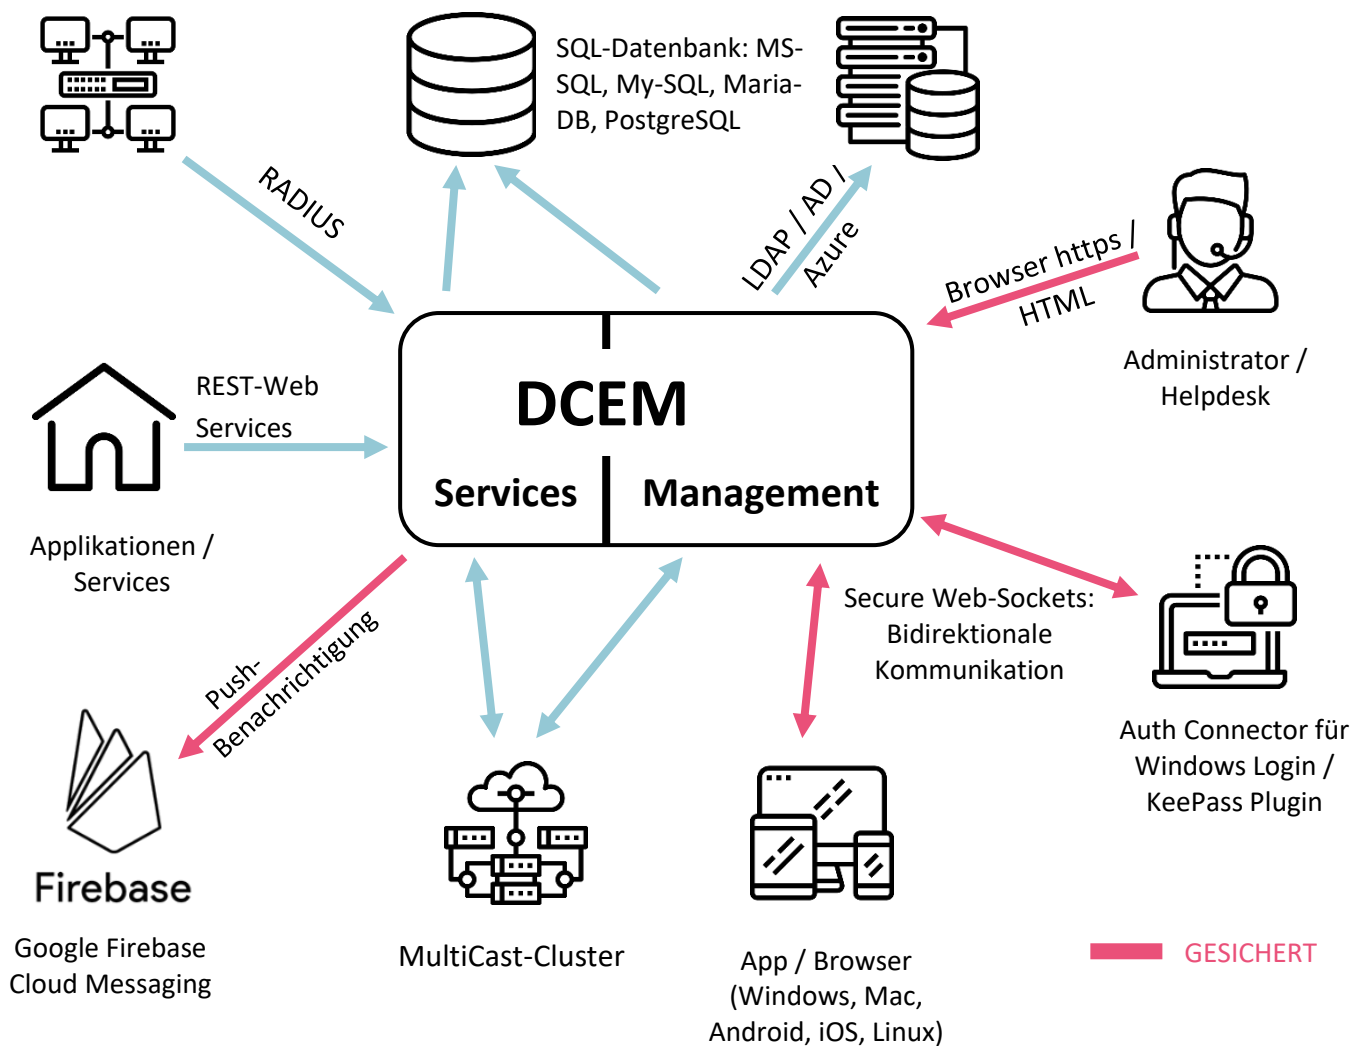 SQL-Datenbank: MS-
SQL, My-SQL, Maria-
DB, PostgreSQL
RADIUS
LDAP / AD /
Azure
Browser https /
HTML
Administrator /
Helpdesk
REST-Web
Services
DCEM
Services
Management
Applikationen /
Services
Push-
Benachrichtigung
Secure Web-Sockets:
Bidirektionale
Kommunikation
Auth Connector für
Windows Login /
KeePass Plugin
Firebase
Google Firebase
Cloud Messaging
MultiCast-Cluster
App / Browser
(Windows, Mac,
Android, iOS, Linux)
GESICHERT